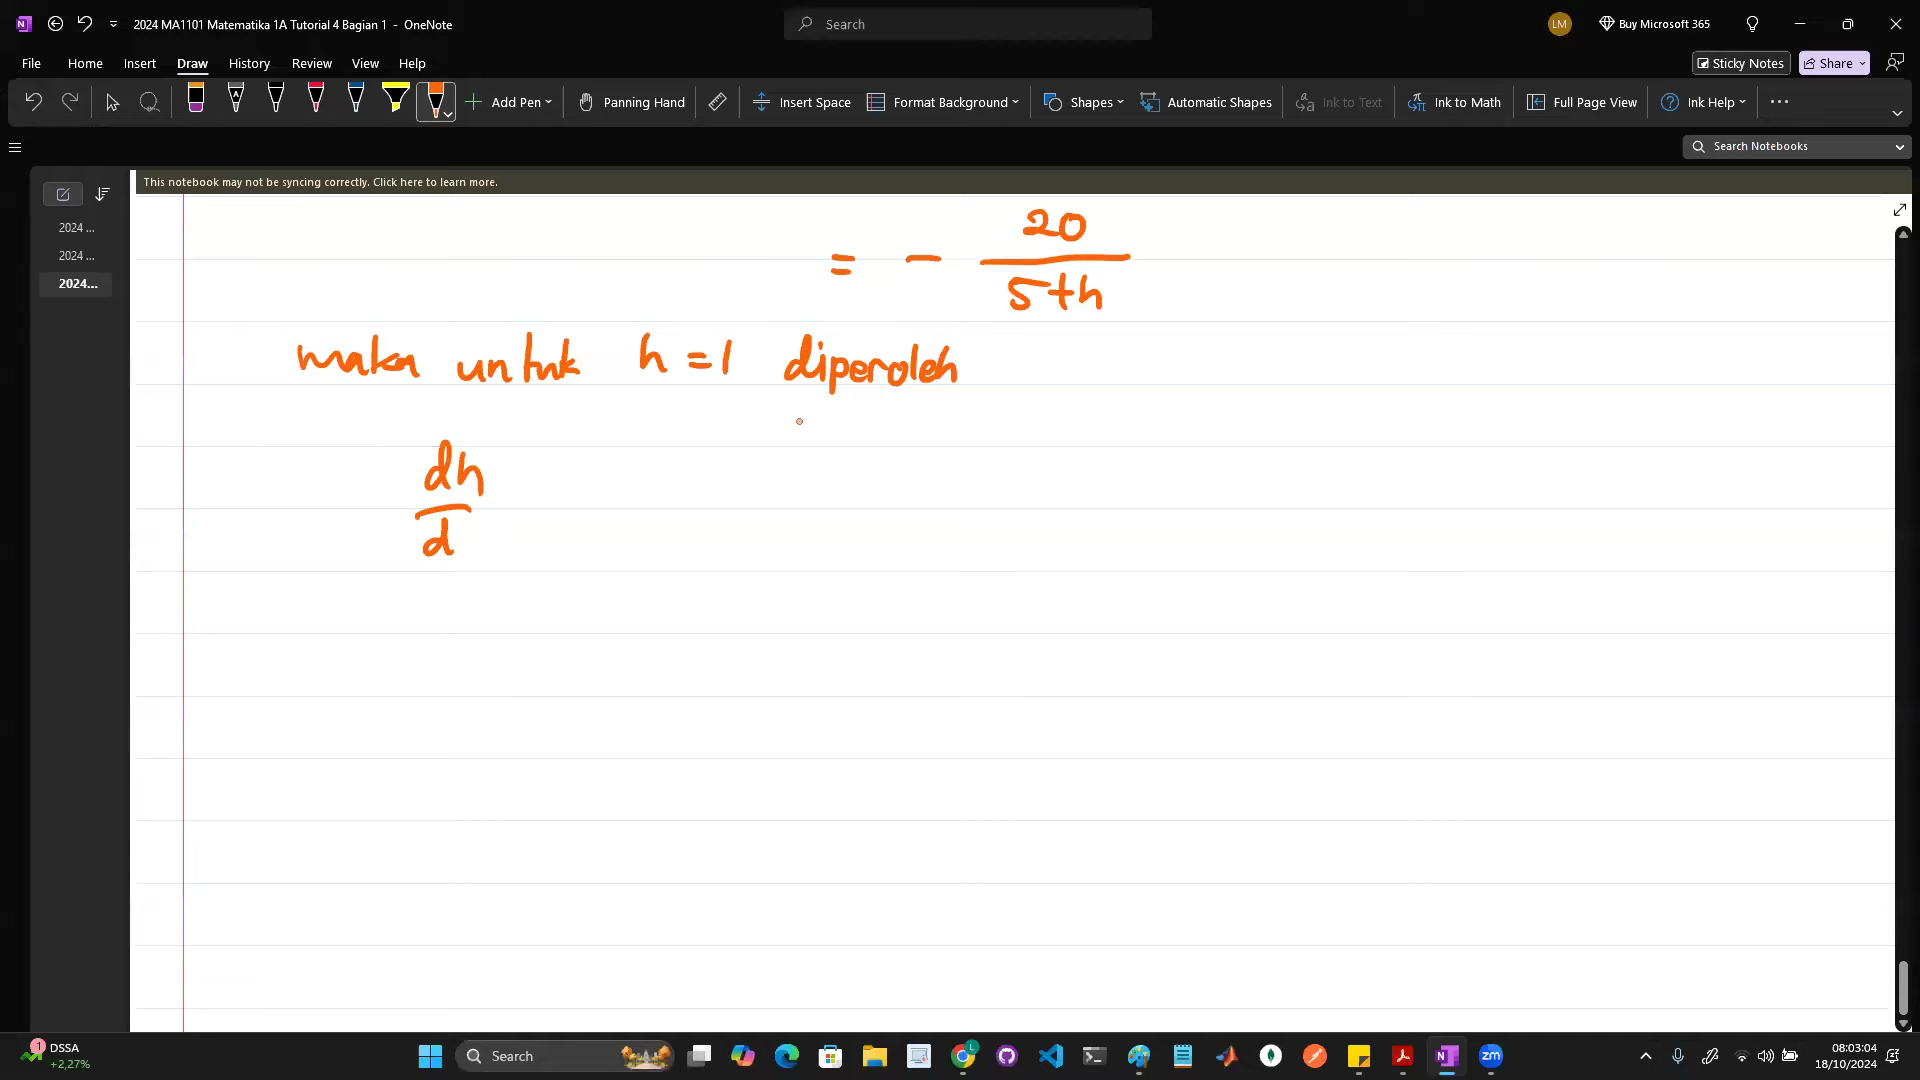 2024 MA1101 Matematika 1A Tutorial 4 Bagian 1 - OneNote
Search
LM
Buy Microsoft 365
File Home Insert Draw History Review View Help
Sticky Notes
Share
Add Pen
Panning Hand
Insert Space
Format Background
Shapes
Automatic Shapes
Ink to Text
Ink to Math
Full Page View
Ink Help
Search Notebooks
This notebook may not be syncing correctly. Click here to learn more.
2024 ...
2024 ...
2024...
20
= - ———
5+h
maka untuk h = 1 diperoleh
dh
—
d
1
DSSA
+2,27%
Search
zm
08:03:04
18/10/2024